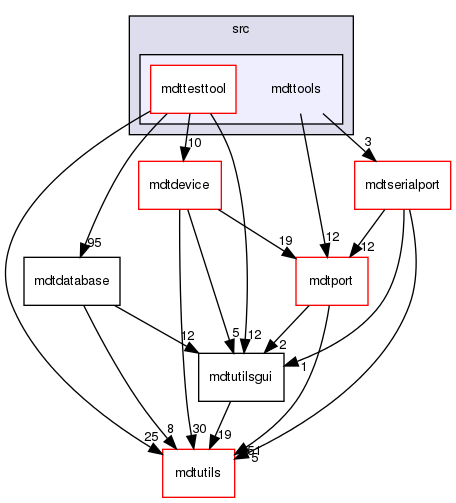 src
mdttesttool
mdttools
10
3
mdtdevice
mdtserialport
95
19
12
12
mdtdatabase
mdtport
12
5
12
2
1
mdtutilsgui
25
8
30
19
5
mdtutils